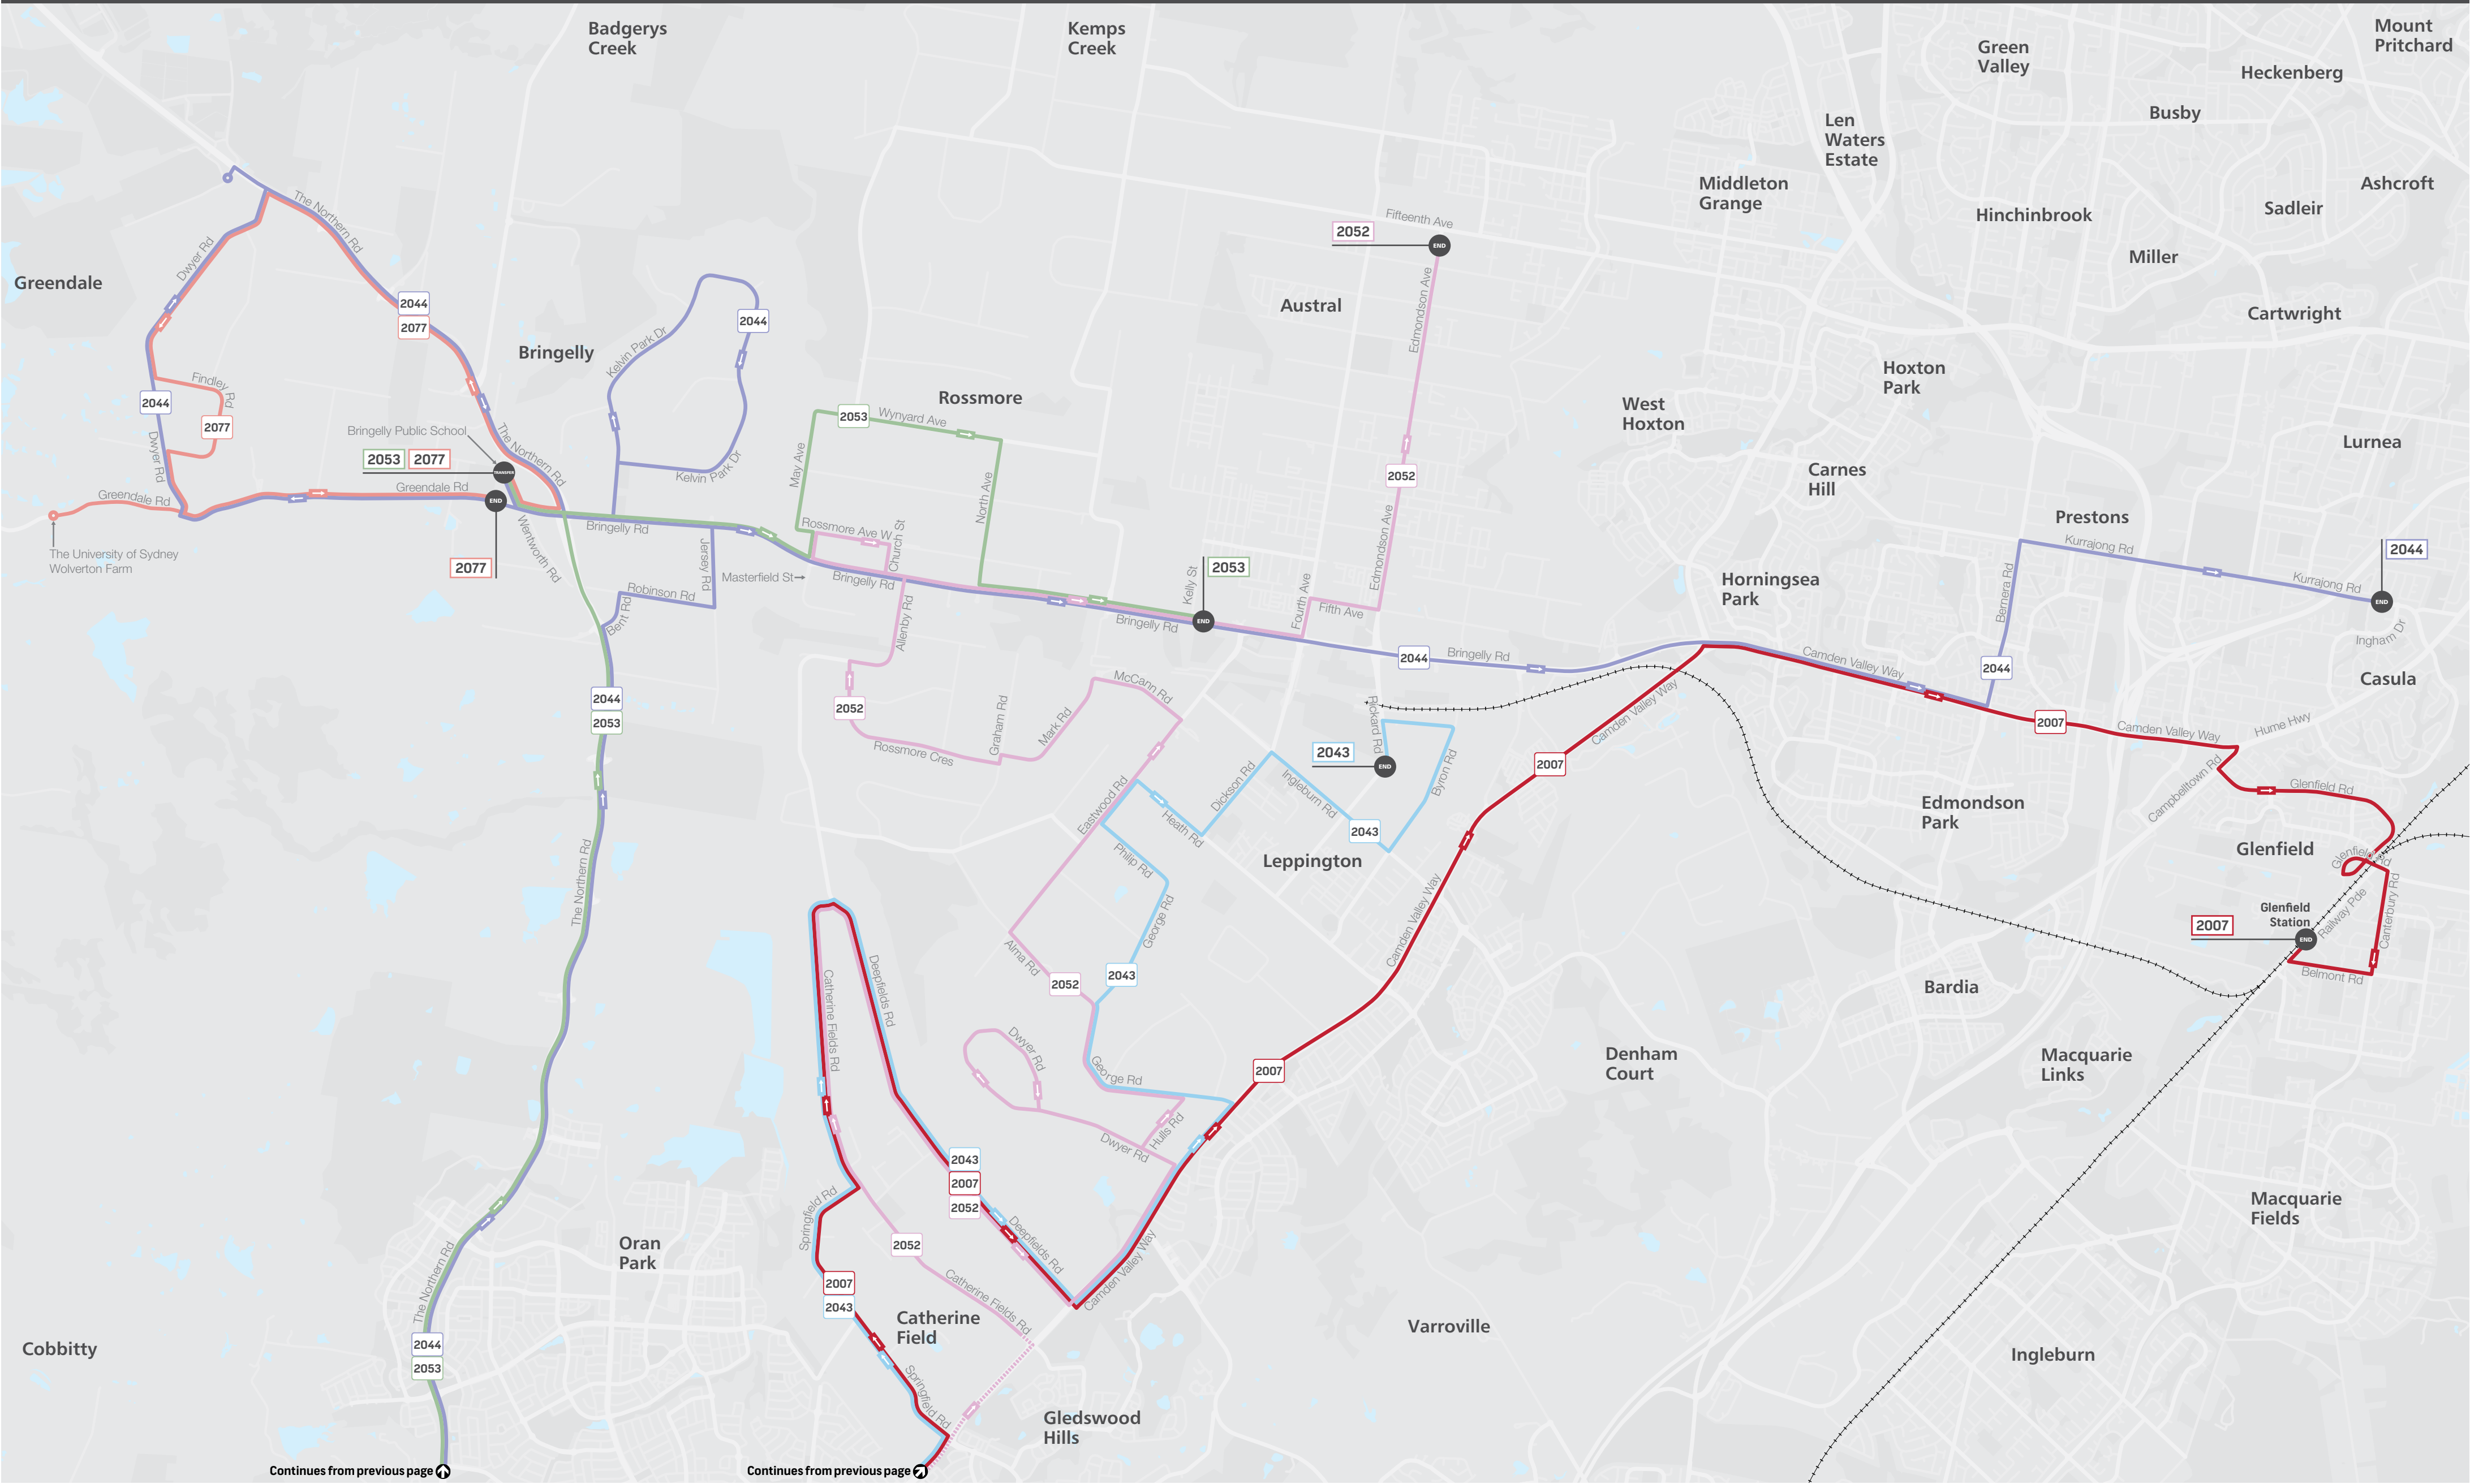 Badgerys
Creek
Kemps
Creek
Mount
Pritchard
Green
Valley
Heckenberg
Busby
Len
Waters
Estate
Middleton
Grange
Ashcroft
Sadleir
Hinchinbrook
Miller
Cartwright
Greendale
The Northern Rd
Dwyer Rd
2044
2077
Findley Rd
2044
2077
Dwyer Rd
Bringelly
Kelvin Park Dr
2044
Kelvin Park Dr
Bringelly Public School
2053
2077
TRANSFER
The Northern Rd
Greendale Rd
Greendale Rd
END
2077
The University of Sydney
Wolverton Farm
Wentworth Rd
Bringelly Rd
Jersey Rd
Robinson Rd
Bent Rd
Rossmore
2053
Wynyard Ave
May Ave
North Ave
Rossmore Ave W
Church St
Masterfield St
Bringelly Rd
Allenby Rd
Bringelly Rd
Kelly St
2053
END
2052
Fifteenth Ave
END
Austral
Edmondson Ave
2052
Edmondson Ave
Fourth Ave
Fifth Ave
2044
Bringelly Rd
West
Hoxton
Hoxton
Park
Carnes
Hill
Lurnea
Prestons
Horningsea
Park
Kurrajong Rd
Kurrajong Rd
2044
END
Bernera Rd
Ingham Dr
Casula
Camden Valley Way
2044
2007
Camden Valley Way
Hume Hwy
Campbelltown Rd
Glenfield Rd
Edmondson
Park
Glenfield
Glenfield Rd
Glenfield
Station
Railway Pde
Canterbury Rd
2007
END
Belmont Rd
Bardia
2044
2053
The Northern Rd
2052
Rossmore Cres
Graham Rd
Mark Rd
McCann Rd
Eastwood Rd
Heath Rd
Dickson Rd
Ingleburn Rd
2043
Rickard Rd
2043
END
Byron Rd
Leppington
2007
Camden Valley Way
Camden Valley Way
Philip Rd
George Rd
2043
Alma Rd
2052
George Rd
Dwyer Rd
Dwyer Rd
Hulls Rd
2007
Denham
Court
Macquarie
Links
Macquarie
Fields
Catherine Fields Rd
Deepfields Rd
2043
2007
2052
Deepfields Rd
Camden Valley Way
Springfield Rd
2052
Catherine Fields Rd
2007
2043
Catherine
Field
Springfield Rd
Oran
Park
The Northern Rd
2044
2053
Cobbitty
Varroville
Ingleburn
Gledswood
Hills
Continues from previous page
Continues from previous page